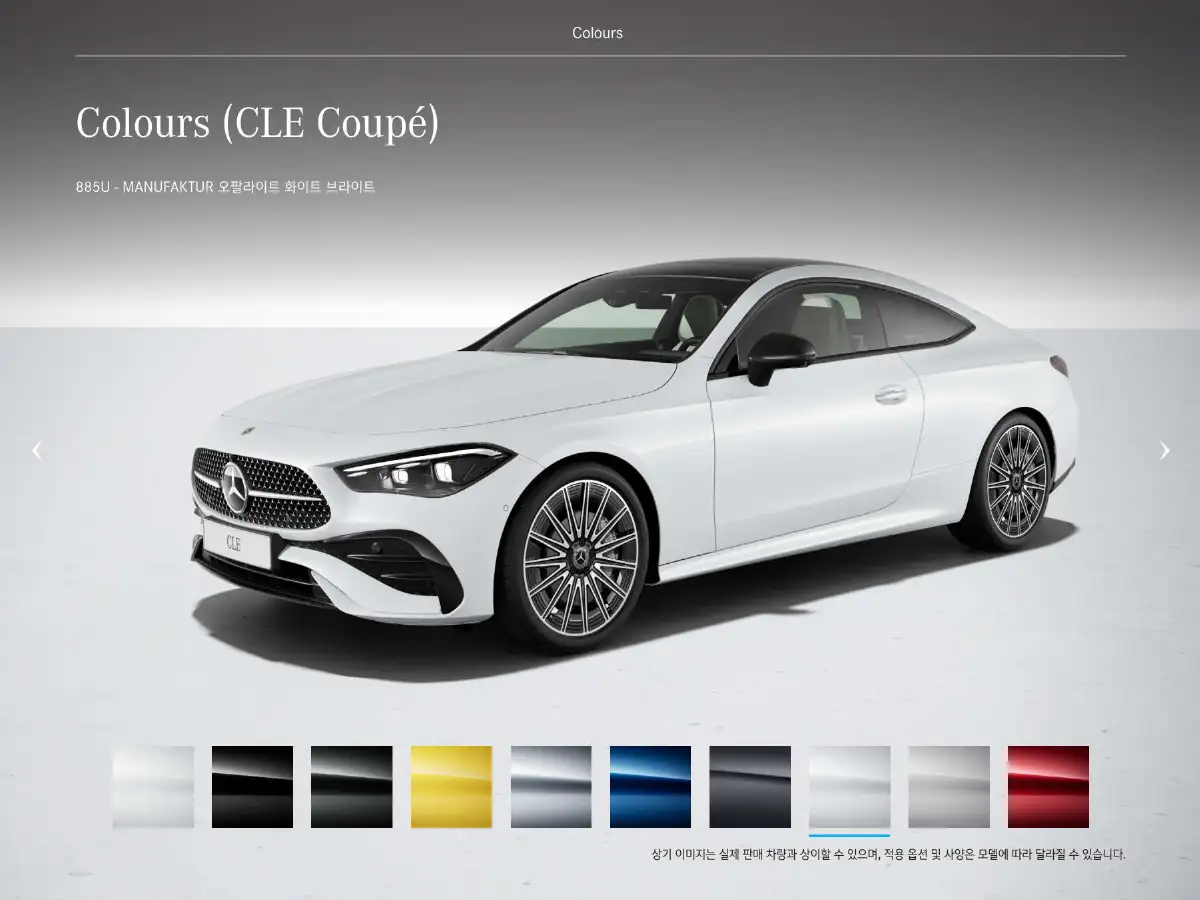 Colours
Colours (CLE Coupé)
885U - MANUFAKTUR 오팔라이트 화이트 브라이트
CLE
상기 이미지는 실제 판매 차량과 상이할 수 있으며, 적용 옵션 및 사양은 모델에 따라 달라질 수 있습니다.